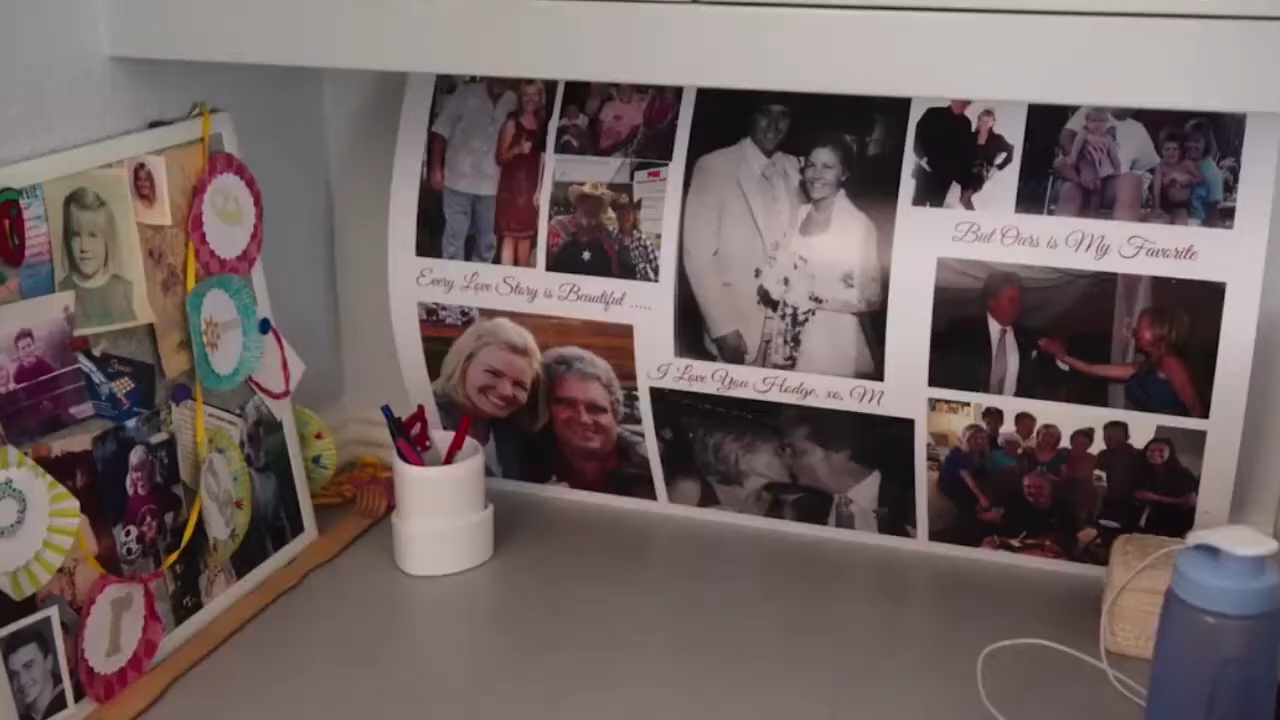 Every Love Story is Beautiful .....
But Ours is My Favorite
I Love You Hodge, xo, M